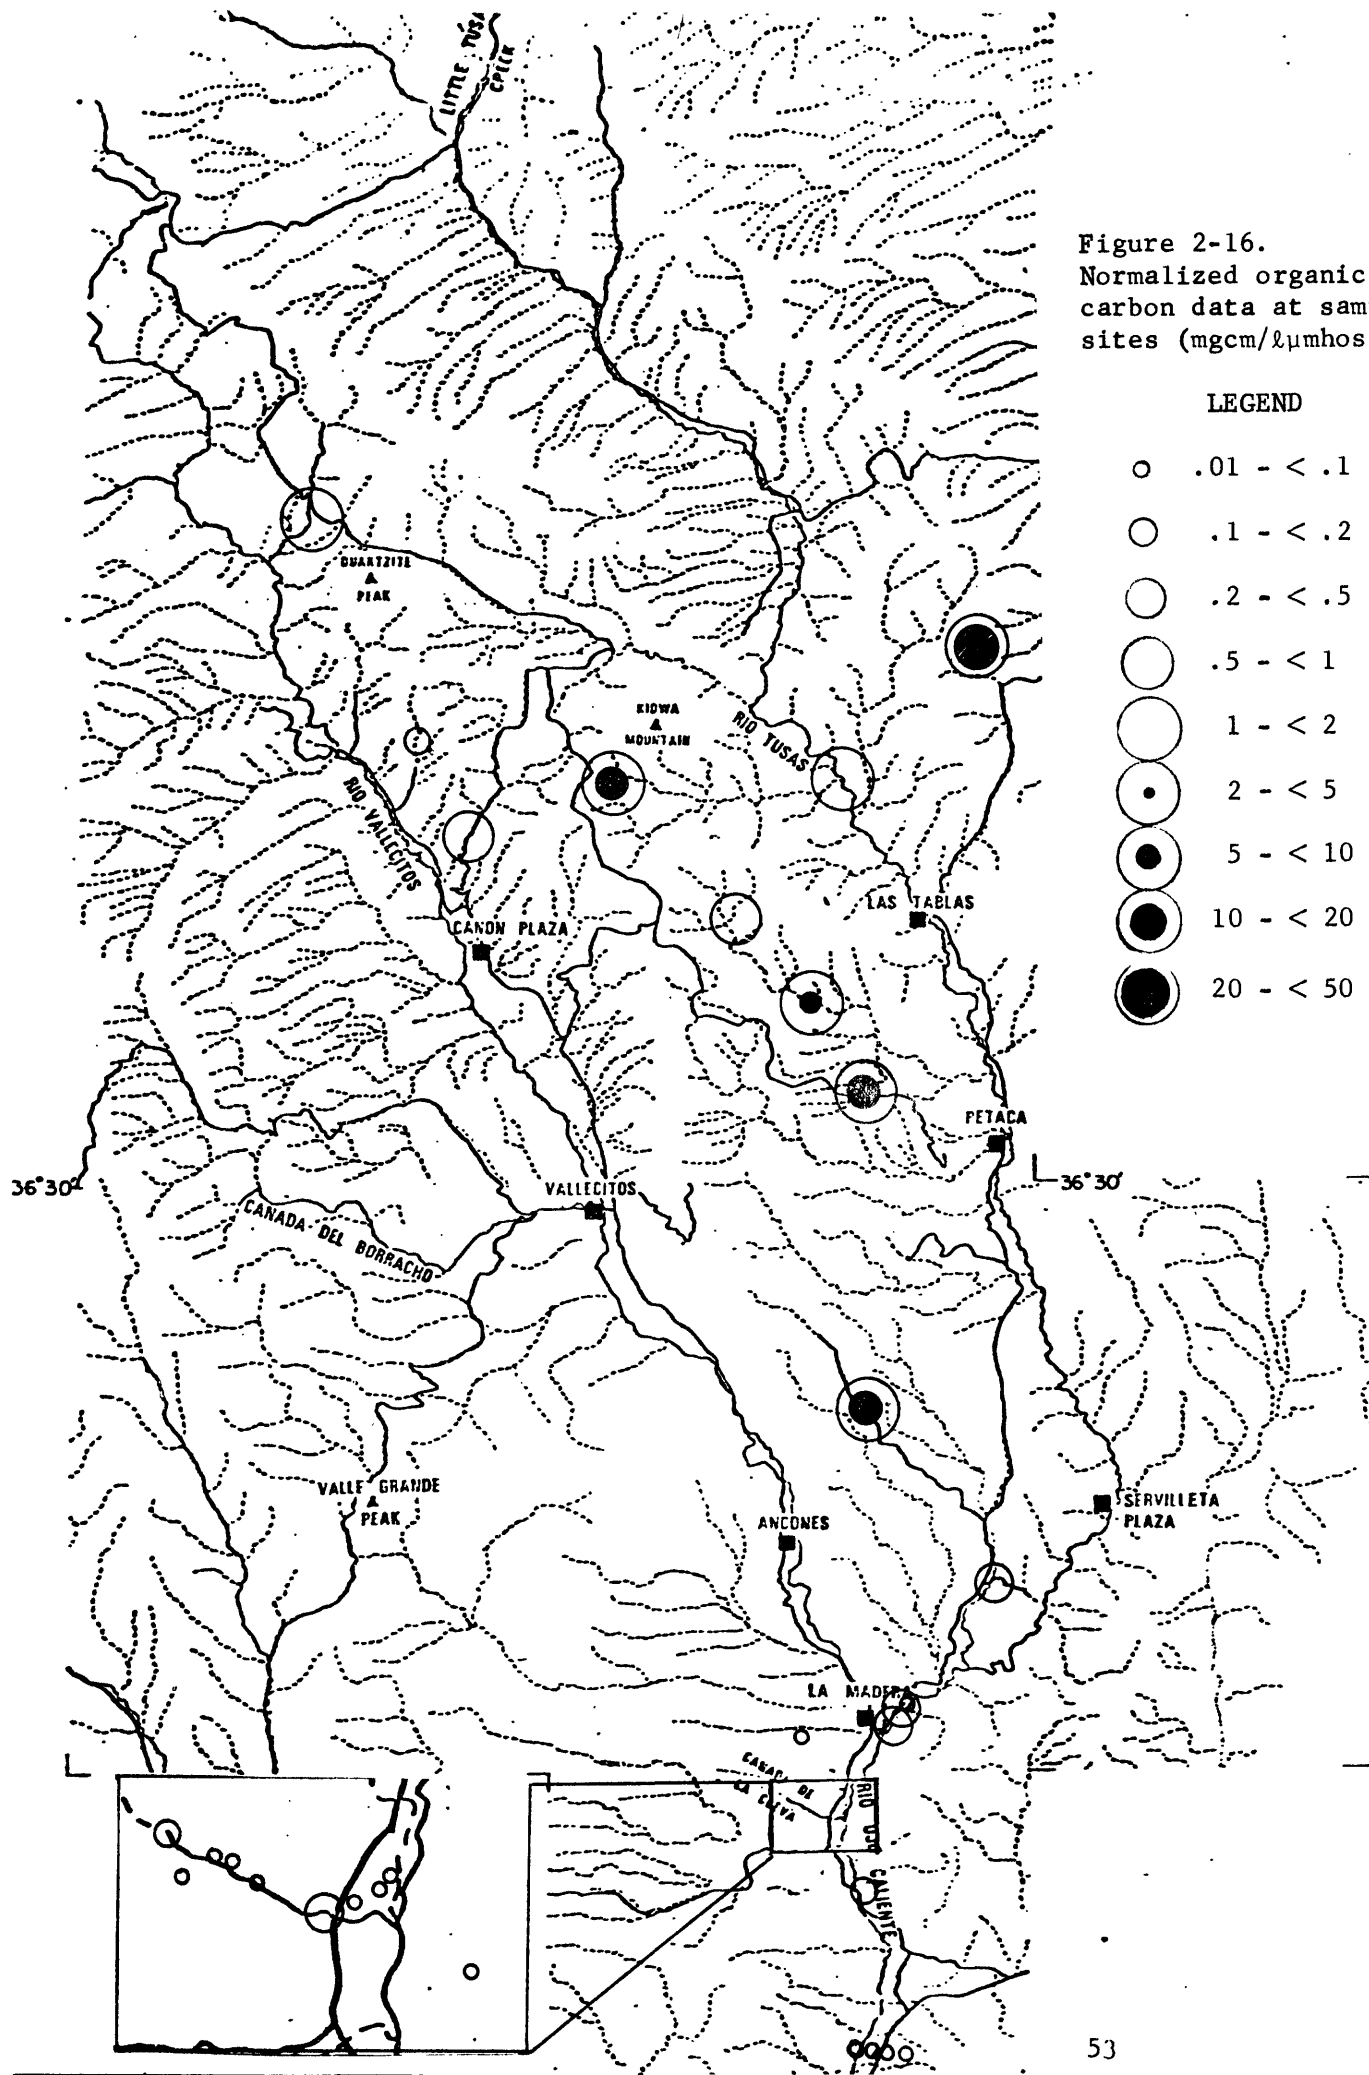 LITTLE TUSA
CREEK
Figure 2-16.
Normalized organic
carbon data at sam
sites (mgcm/ℓμmhos
LEGEND
.01 - < .1
.1 - < .2
.2 - < .5
.5 - < 1
1 - < 2
2 - < 5
5 - < 10
10 - < 20
20 - < 50
QUARTZITE
PEAK
KIOWA
MOUNTAIN
RIO TUSAS
RIO VALLECITOS
LAS TABLAS
CANON PLAZA
PETACA
36°30'
36°30'
VALLECITOS
CANADA DEL BORRACHO
VALLE GRANDE
PEAK
SERVILLETA
PLAZA
ANCONES
LA MADERA
DE
LA
RIO OJO
CALIENTE
53